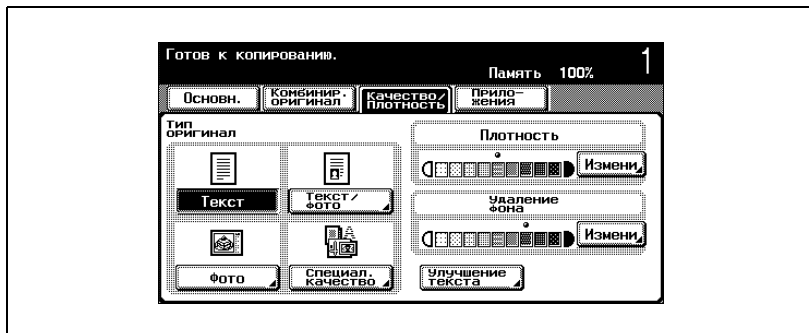 Готов к копированию.
Память 100% 1
Основн.
Комбинир.
оригинал
Качество/
Плотность
Прило-
жения
Тип
оригинал
Плотность
Измени
Текст
Текст/
Фото
Удаление
фона
Измени
Фото
Специал.
качество
Улучшение
текста